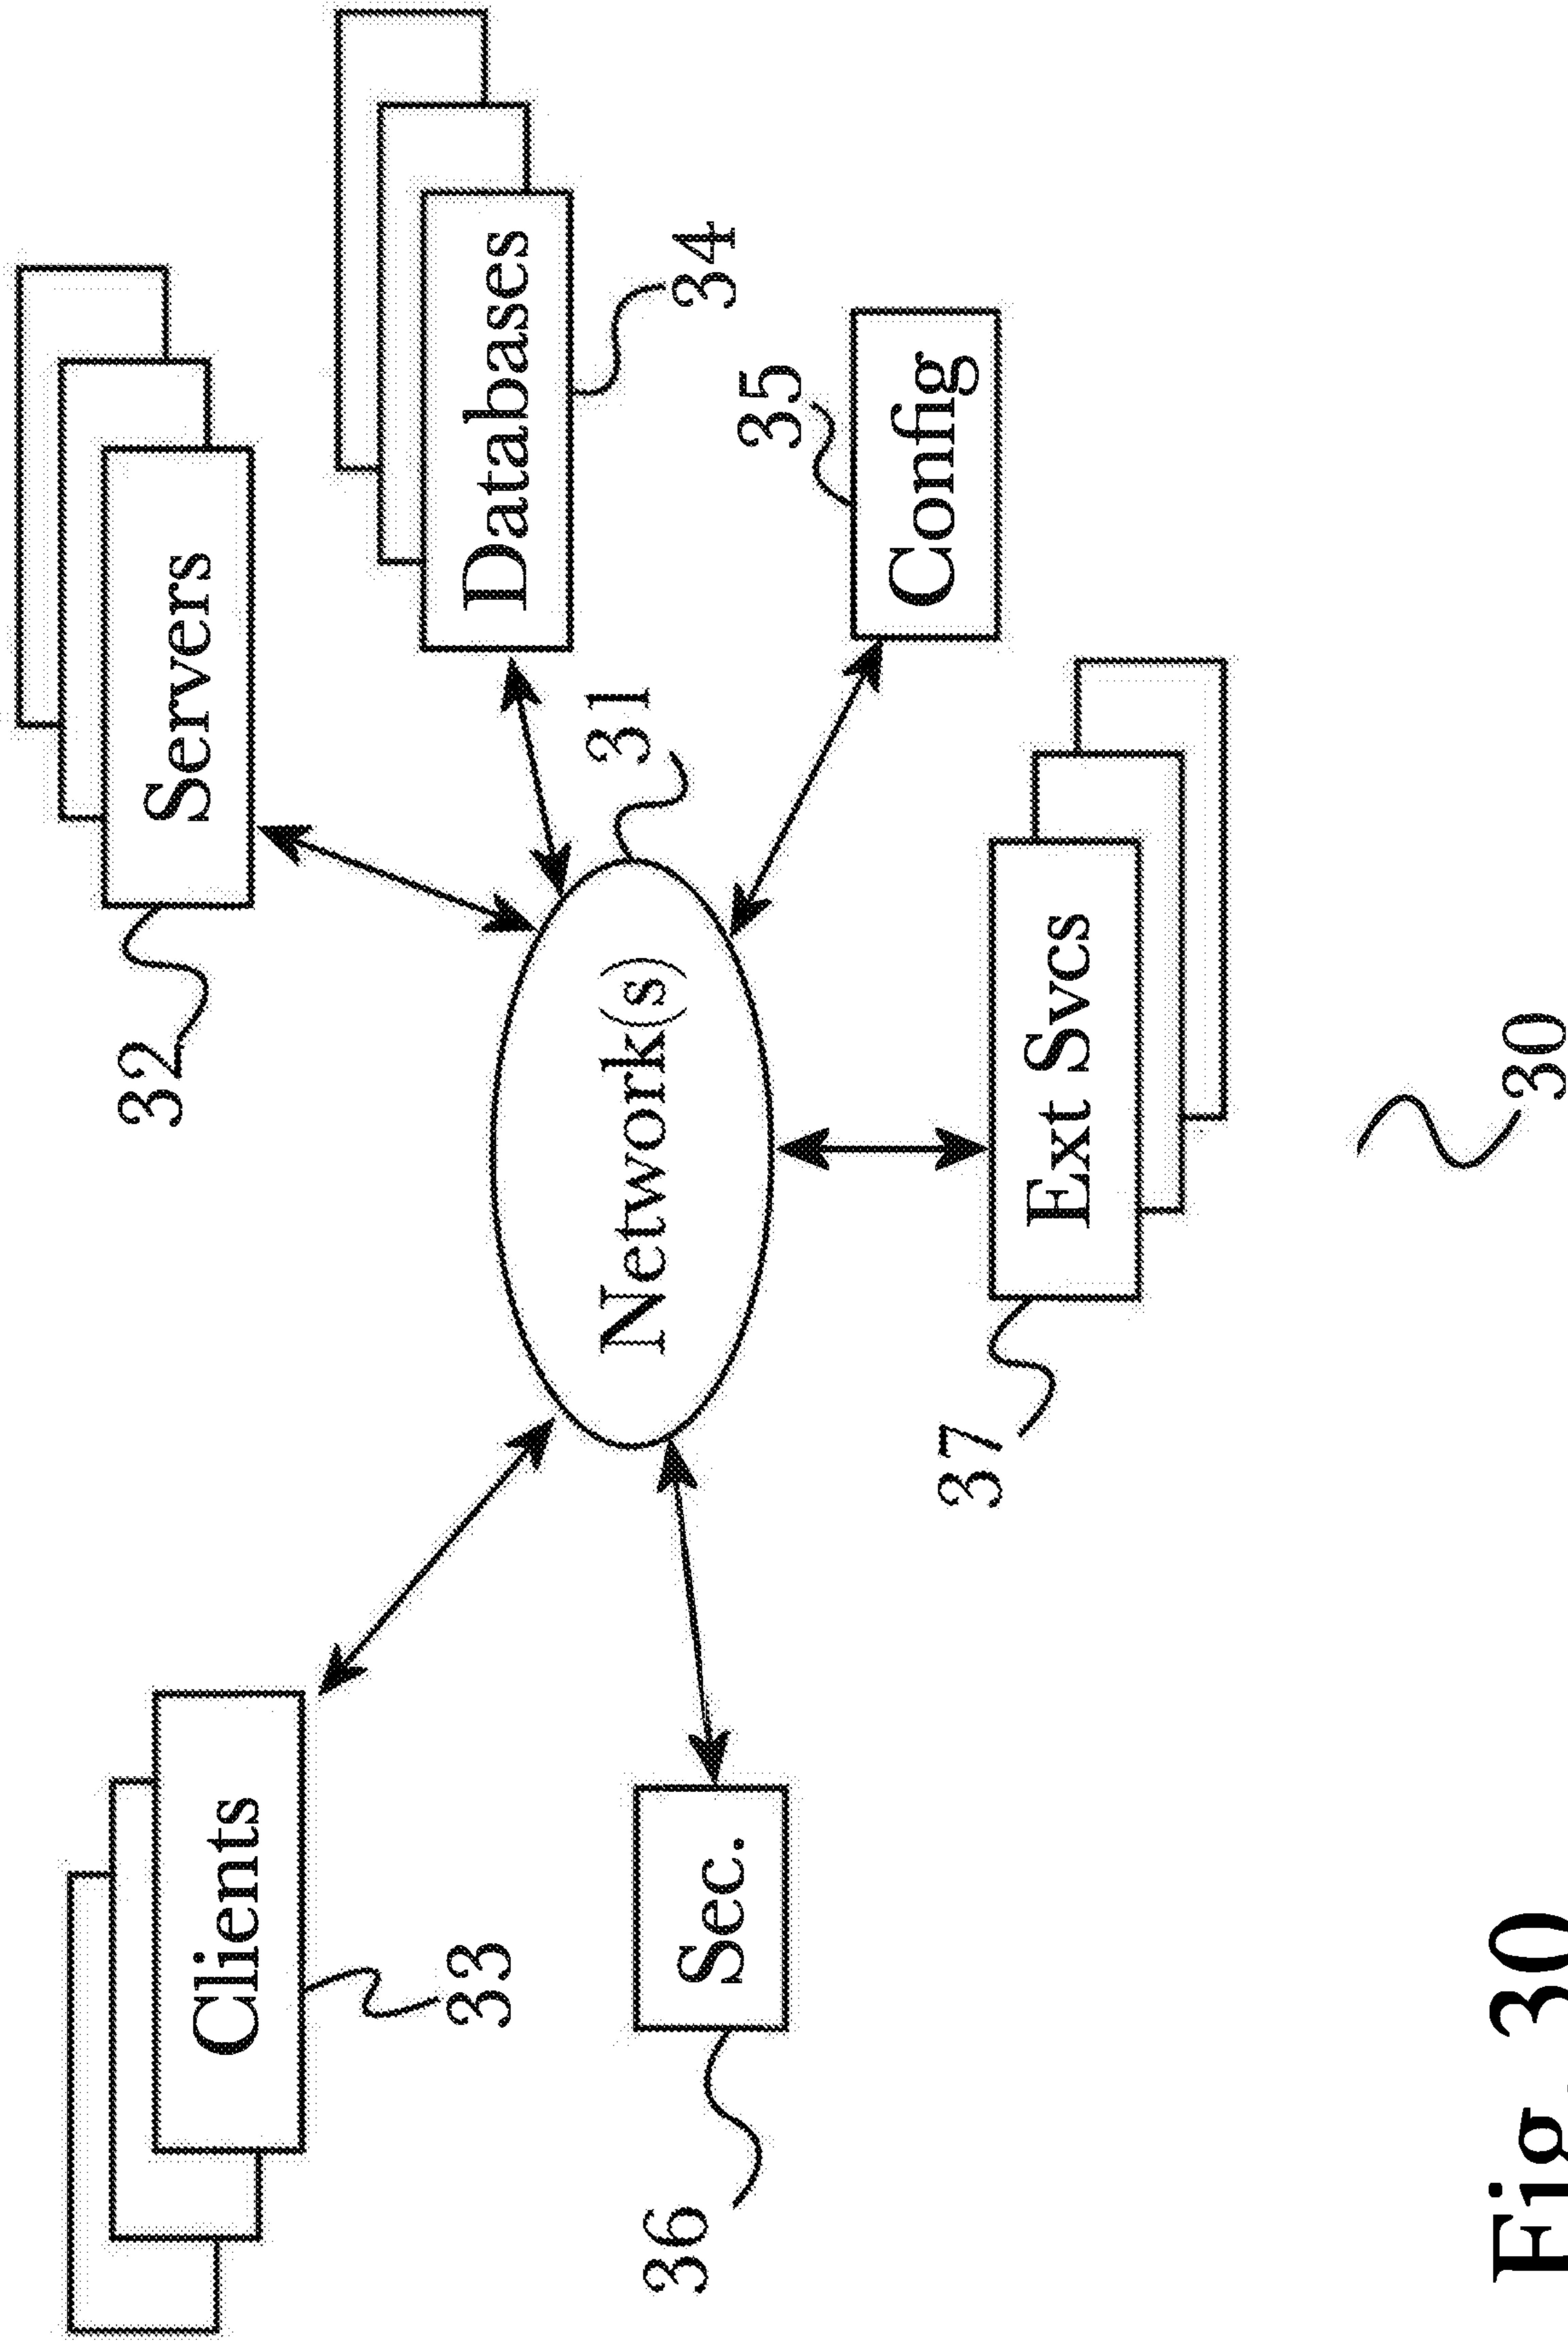 Servers
32
Clients
33
Databases
34
31
Network(s)
Sec.
36
35
Config
37
Ext Svcs
30
Fig. 30